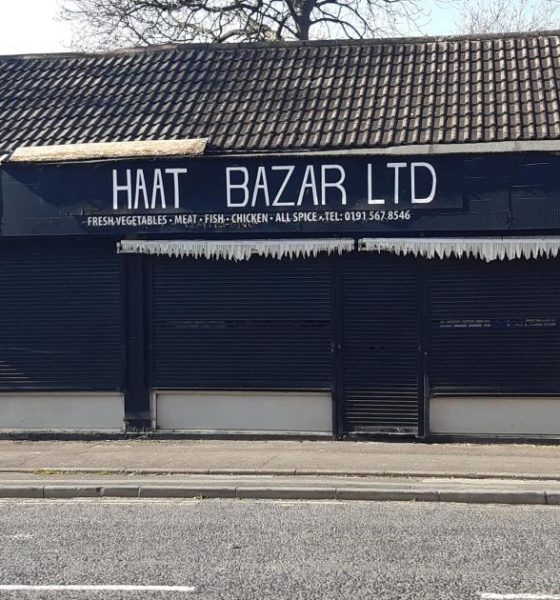 HAAT BAZAR LTD
FRESH VEGETABLES • MEAT • FISH • CHICKEN • ALL SPICE • TEL: 0191 567 8546